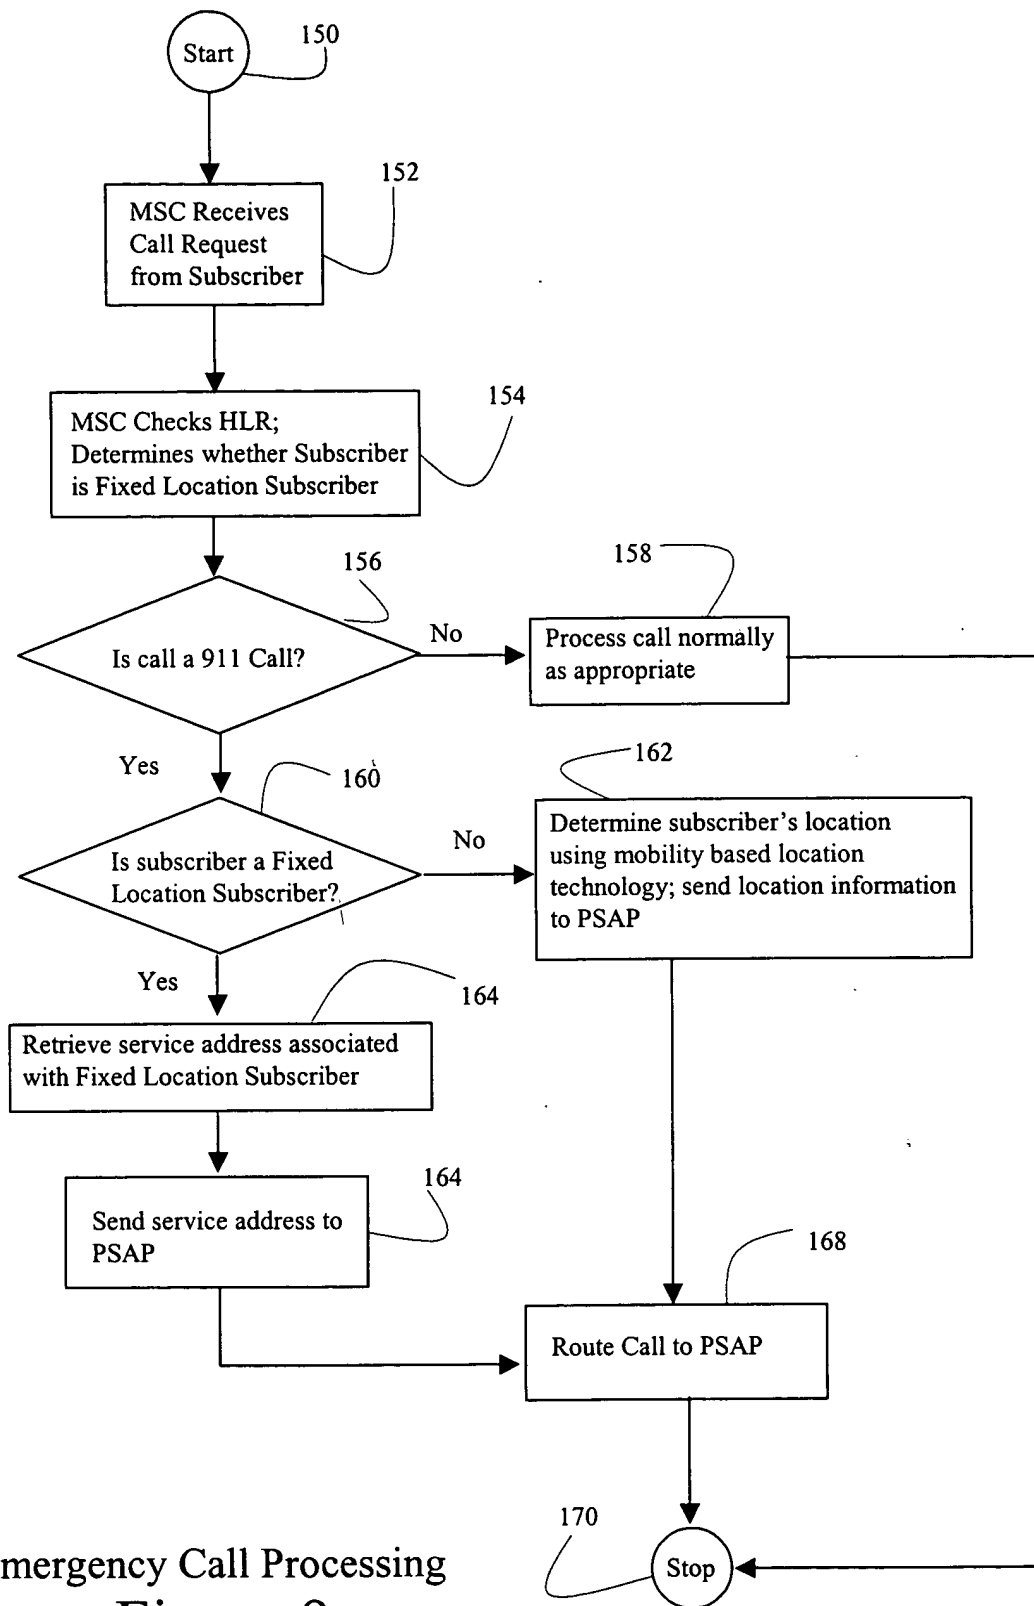 Start
150
152
MSC Receives
Call Request
from Subscriber
154
MSC Checks HLR;
Determines whether Subscriber
is Fixed Location Subscriber
156
158
Is call a 911 Call?
No
Process call normally
as appropriate
Yes
160
162
Is subscriber a Fixed
Location Subscriber?
No
Determine subscriber's location
using mobility based location
technology; send location information
to PSAP
Yes
164
Retrieve service address associated
with Fixed Location Subscriber
164
Send service address to
PSAP
168
Route Call to PSAP
170
Stop
mergency Call Processing